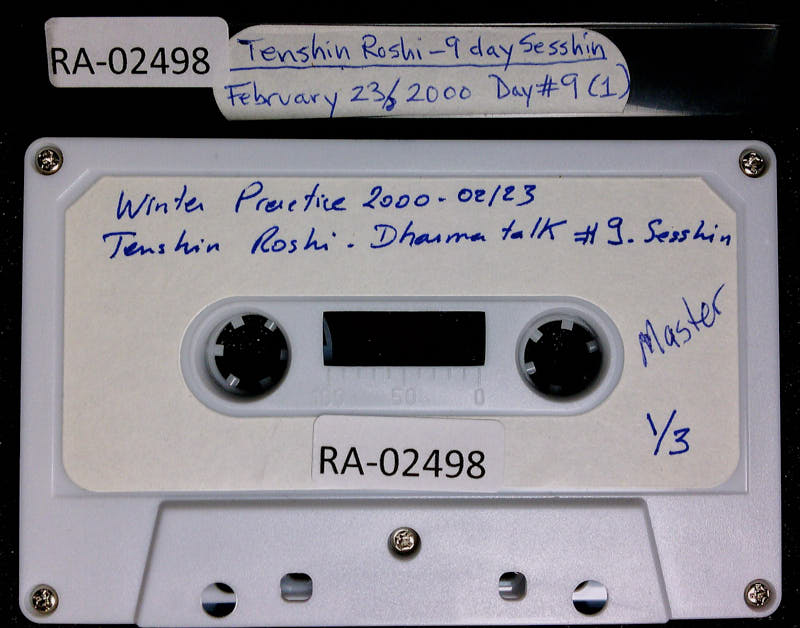 RA-02498
Tenshin Roshi - 9 day Sesshin
February 23, 2000 Day #9 (1)
Winter Practice 2000 - 02/23
Tenshin Roshi. Dharma talk #9. Sesshin
Master
1/3
100 50 0
RA-02498